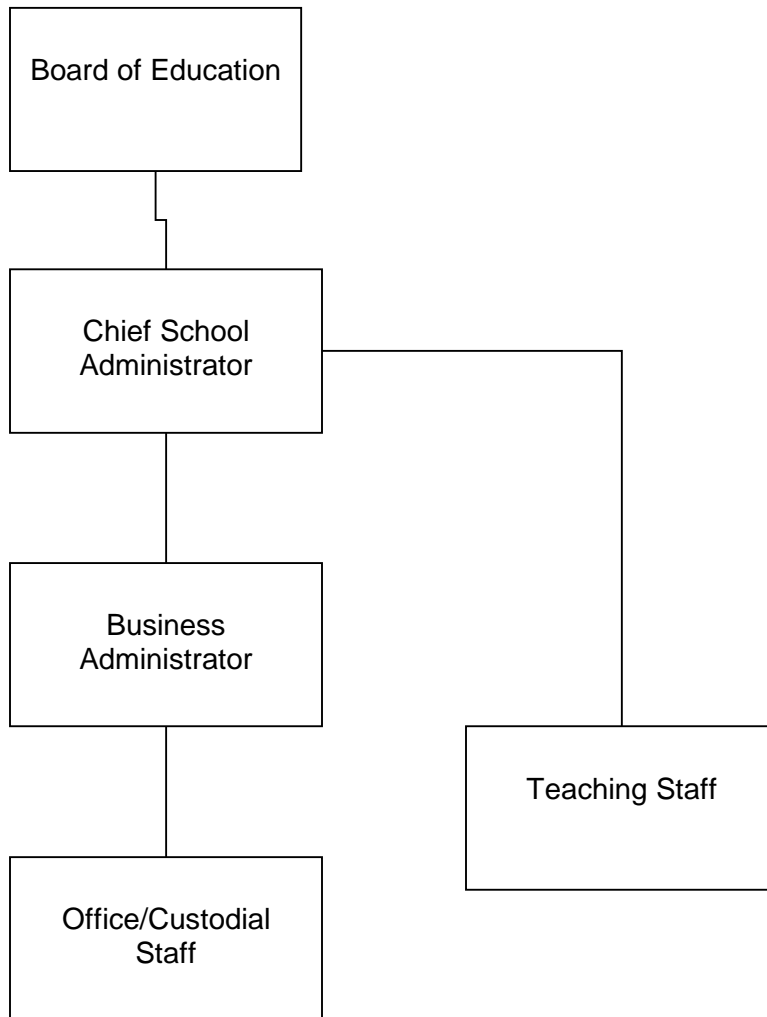 Board of Education
Chief School
Administrator
Business
Administrator
Teaching Staff
Office/Custodial
Staff